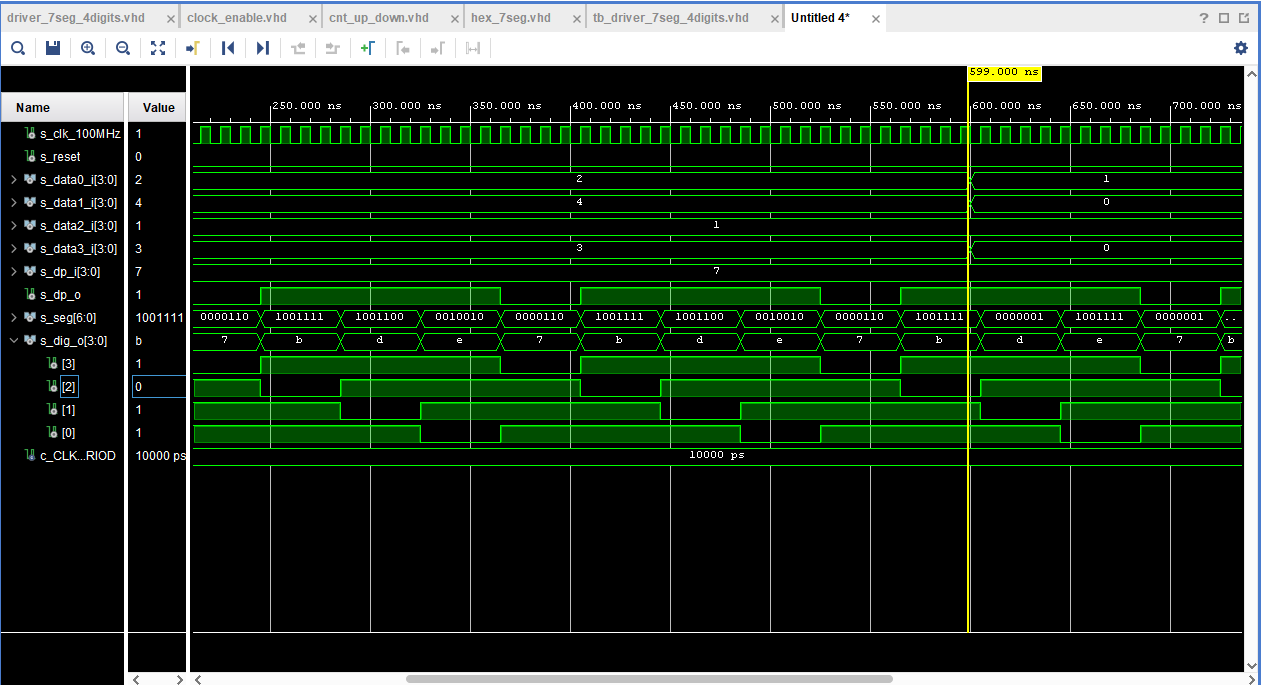 driver_7seg_4digits.vhd × clock_enable.vhd × cnt_up_down.vhd × hex_7seg.vhd × tb_driver_7seg_4digits.vhd × Untitled 4* × ?
599.000 ns
Name Value 250.000 ns 300.000 ns 350.000 ns 400.000 ns 450.000 ns 500.000 ns 550.000 ns 600.000 ns 650.000 ns 700.000 ns
s_clk_100MHz 1
s_reset 0
s_data0_i[3:0] 2 2 1
s_data1_i[3:0] 4 4 0
s_data2_i[3:0] 1 1
s_data3_i[3:0] 3 3 0
s_dp_i[3:0] 7 7
s_dp_o 1
s_seg[6:0] 1001111 0000110 1001111 1001100 0010010 0000110 1001111 1001100 0010010 0000110 1001111 0000001 1001111 0000001 ..
s_dig_o[3:0] b 7 b d e 7 b d e 7 b d e 7 b
[3] 1
[2] 0
[1] 1
[0] 1
c_CLK...RIOD 10000 ps 10000 ps